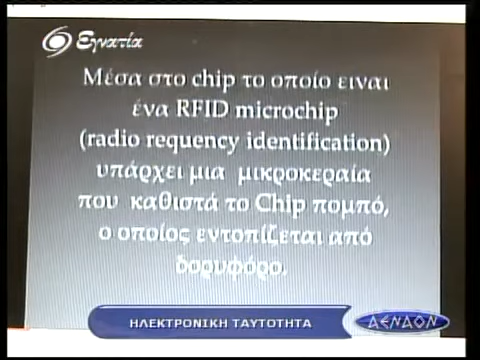 Εγνατία
Μέσα στο chip το οποίο ειναι
ένα RFID microchip
(radio requency identification)
υπάρχει μια μικροκεραία
που καθιστά το Chip πομπό,
ο οποίος εντοπίζεται από
δορυφόρο.
ΗΛΕΚΤΡΟΝΙΚΗ ΤΑΥΤΟΤΗΤΑ
ΑΕΝΑΟΝ